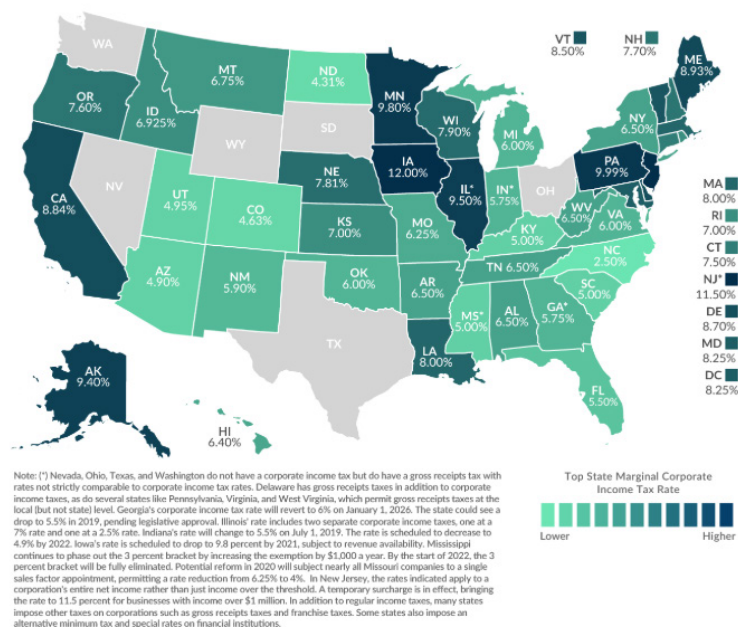 WA
VT
8.50%
NH
7.70%
ME
8.93%
MT
6.75%
ND
4.31%
MN
9.80%
OR
7.60%
ID
6.925%
SD
WI
7.90%
MI
6.00%
NY
6.50%
WY
IA
12.00%
PA
9.99%
NE
7.81%
IL*
9.50%
IN*
5.75%
OH
NV
UT
4.95%
CA
8.84%
CO
4.63%
KS
7.00%
MO
6.25%
KY
5.00%
WV
6.50%
VA
6.00%
MA
8.00%
RI
7.00%
CT
7.50%
NJ*
11.50%
DE
8.70%
MD
8.25%
DC
8.25%
AZ
4.90%
NM
5.90%
OK
6.00%
AR
6.50%
TN 6.50%
NC
2.50%
SC
5.00%
MS*
5.00%
AL
6.50%
GA*
5.75%
TX
LA
8.00%
FL
5.50%
AK
9.40%
HI
6.40%
Note: (*) Nevada, Ohio, Texas, and Washington do not have a corporate income tax but do have a gross receipts tax with
rates not strictly comparable to corporate income tax rates. Delaware has gross receipts taxes in addition to corporate
income taxes, as do several states like Pennsylvania, Virginia, and West Virginia, which permit gross receipts taxes at the
local (but not state) level. Georgia's corporate income tax rate will revert to 6% on January 1, 2026. The state could see a
drop to 5.5% in 2019, pending legislative approval. Illinois' rate includes two separate corporate income taxes, one at a
7% rate and one at a 2.5% rate. Indiana's rate will change to 5.5% on July 1, 2019. The rate is scheduled to decrease to
4.9% by 2022. Iowa's rate is scheduled to drop to 9.8 percent by 2021, subject to revenue availability. Mississippi
continues to phase out the 3 percent bracket by increasing the exemption by $1,000 a year. By the start of 2022, the 3
percent bracket will be fully eliminated. Potential reform in 2020 will subject nearly all Missouri companies to a single
sales factor appointment, permitting a rate reduction from 6.25% to 4%. In New Jersey, the rates indicated apply to a
corporation's entire net income rather than just income over the threshold. A temporary surcharge is in effect, bringing
the rate to 11.5 percent for businesses with income over $1 million. In addition to regular income taxes, many states
impose other taxes on corporations such as gross receipts taxes and franchise taxes. Some states also impose an
alternative minimum tax and special rates on financial institutions.
Top State Marginal Corporate
Income Tax Rate
Lower
Higher